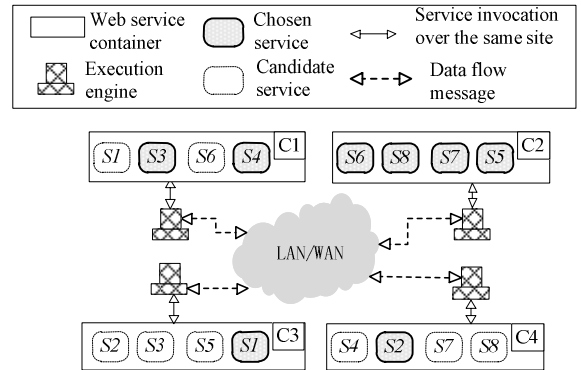 Web service container
Chosen service
Service invocation over the same site
Execution engine
Candidate service
Data flow message
S1 S3 S6 S4 C1
S6 S8 S7 S5 C2
LAN/WAN
S2 S3 S5 S1 C3
S4 S2 S7 S8 C4